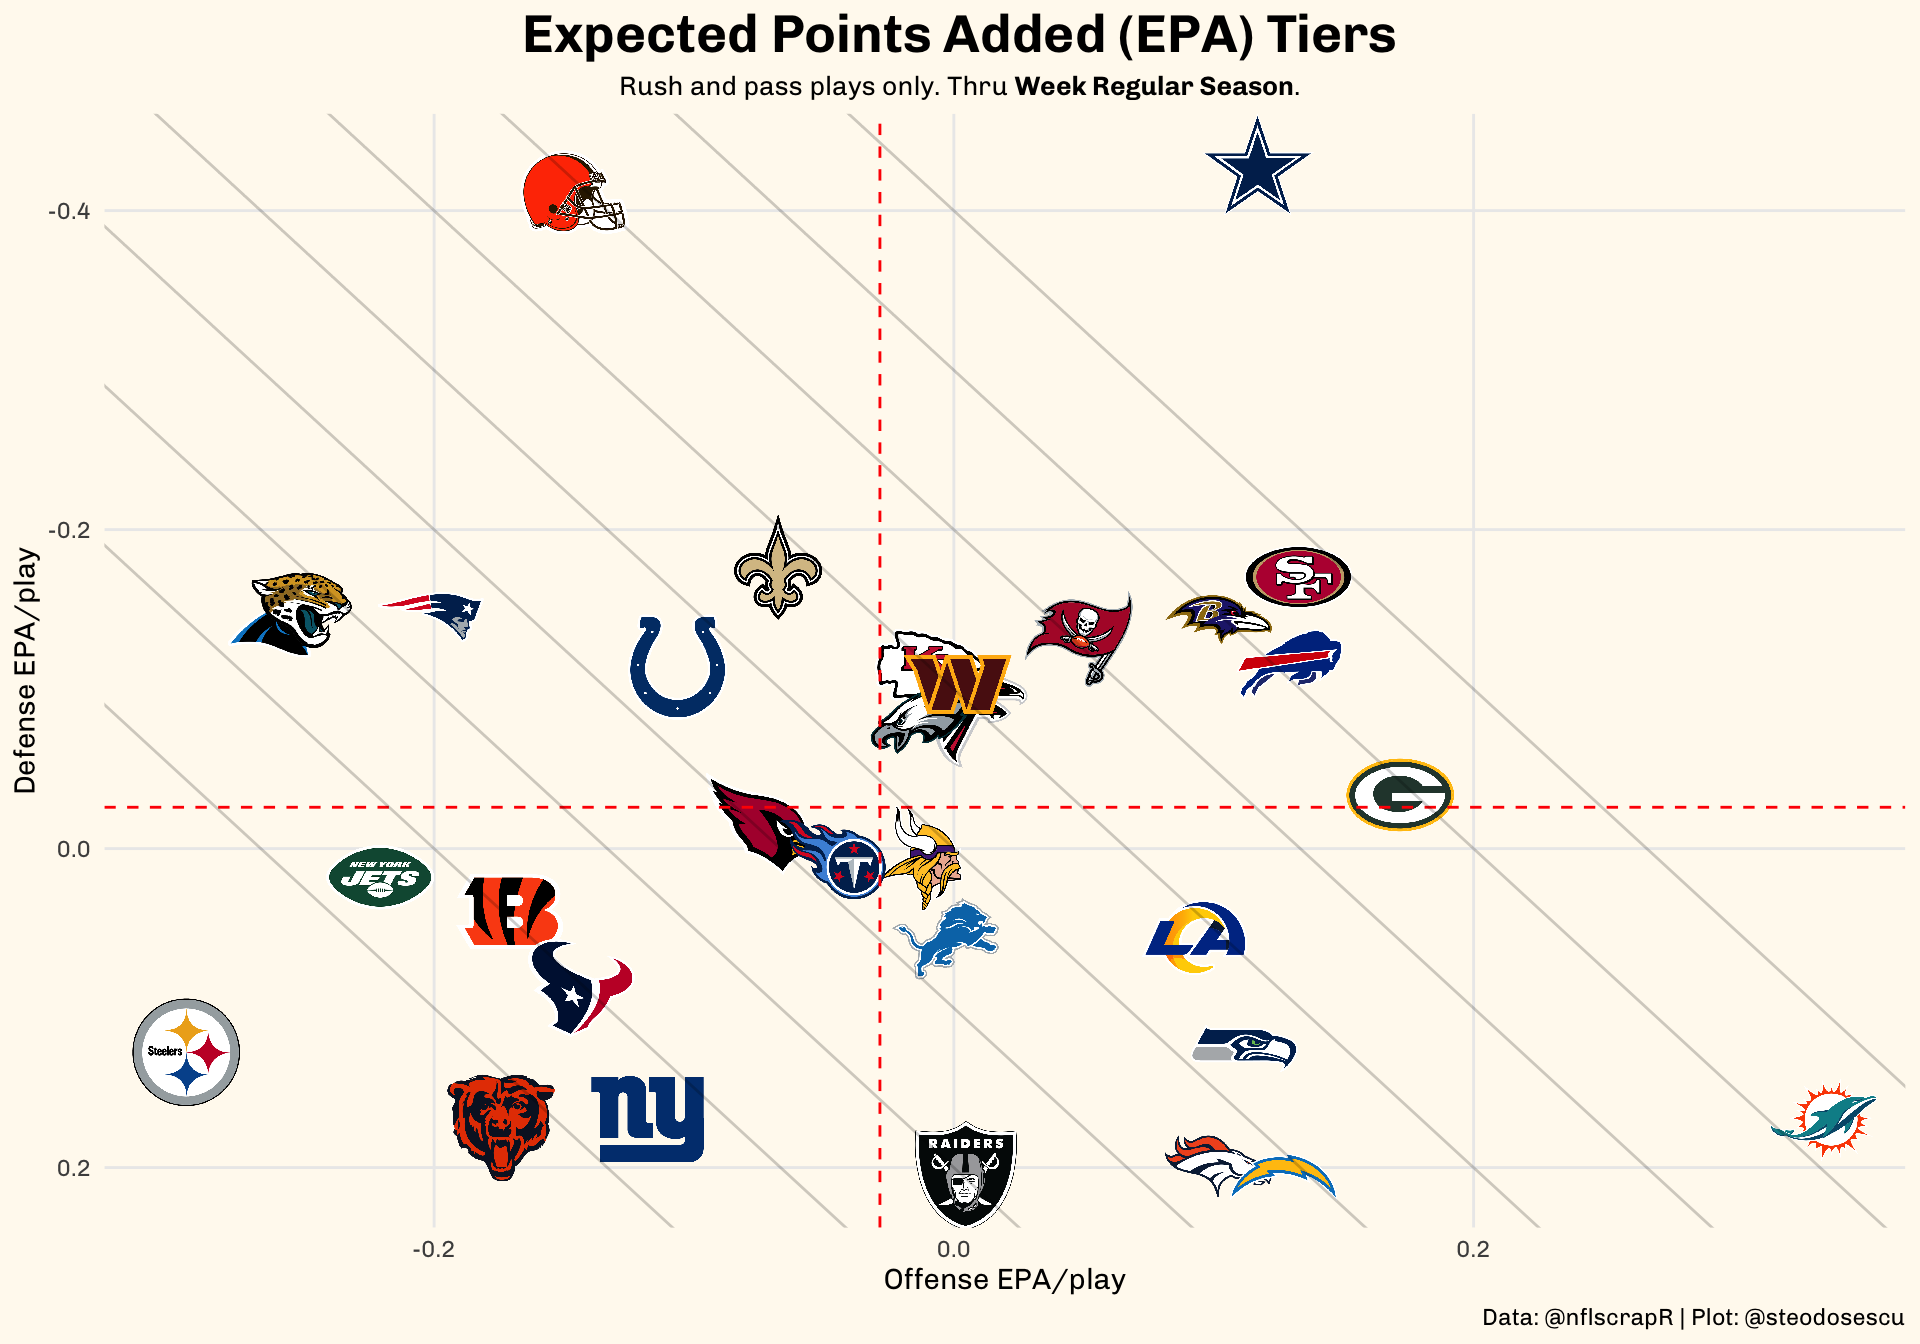 Expected Points Added (EPA) Tiers
Rush and pass plays only. Thru Week Regular Season.
Defense EPA/play
-0.4
-0.2
0.0
0.2
NEW YORK
JETS
Steelers
RAIDERS
-0.2
0.0
0.2
Offense EPA/play
Data: @nflscrapR | Plot: @steodosescu